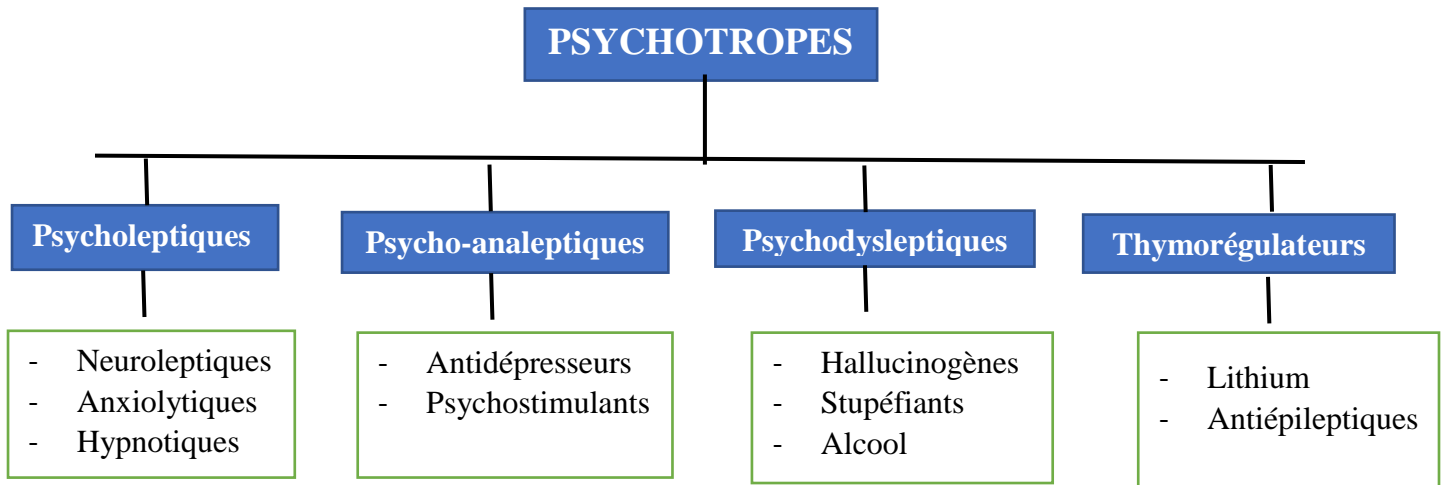 PSYCHOTROPES
Psycholeptiques
Psycho-analeptiques
Psychodysleptiques
Thymorégulateurs
- Neuroleptiques
- Anxiolytiques
- Hypnotiques
- Antidépresseurs
- Psychostimulants
- Hallucinogènes
- Stupéfiants
- Alcool
- Lithium
- Antiépileptiques